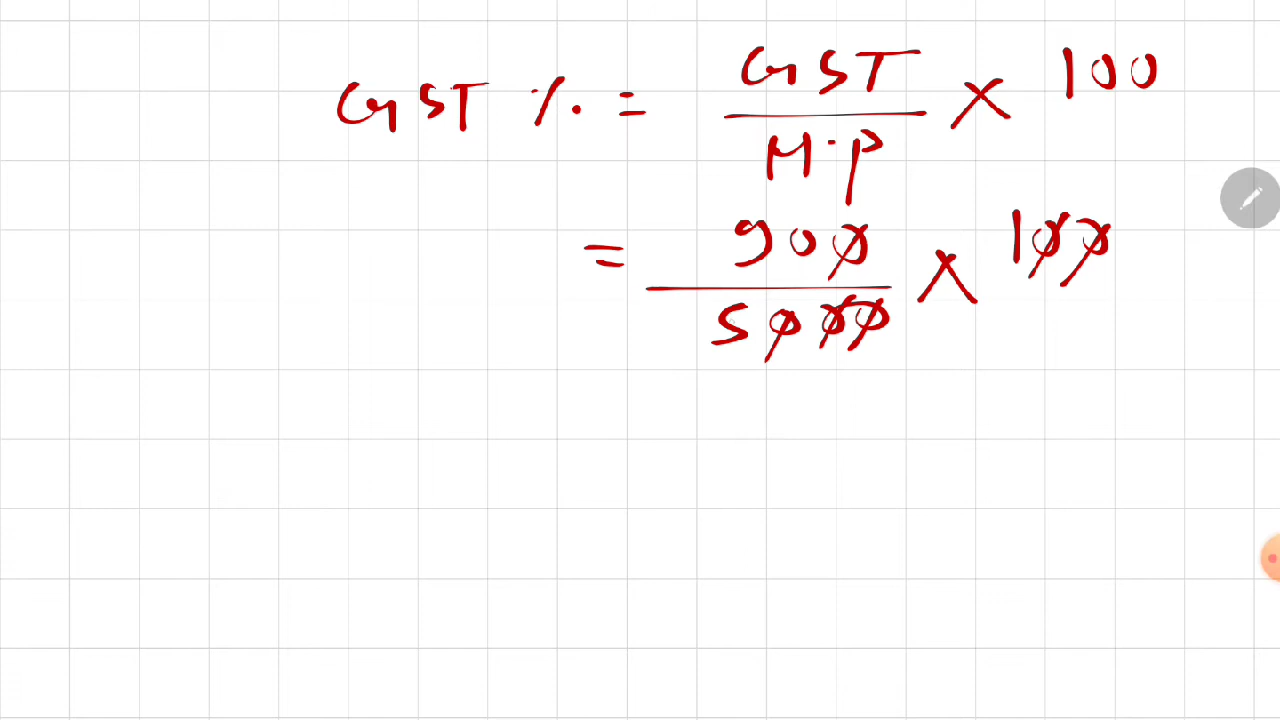 GST % = GST / M.P × 100
= 900 / 5000 × 100